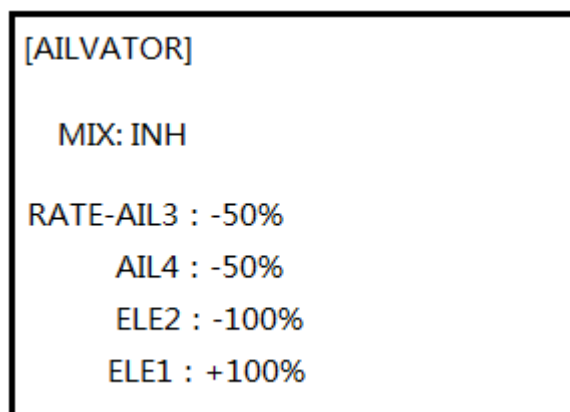 [AILVATOR]
MIX: INH
RATE-AIL3 : -50%
AIL4 : -50%
ELE2 : -100%
ELE1 : +100%